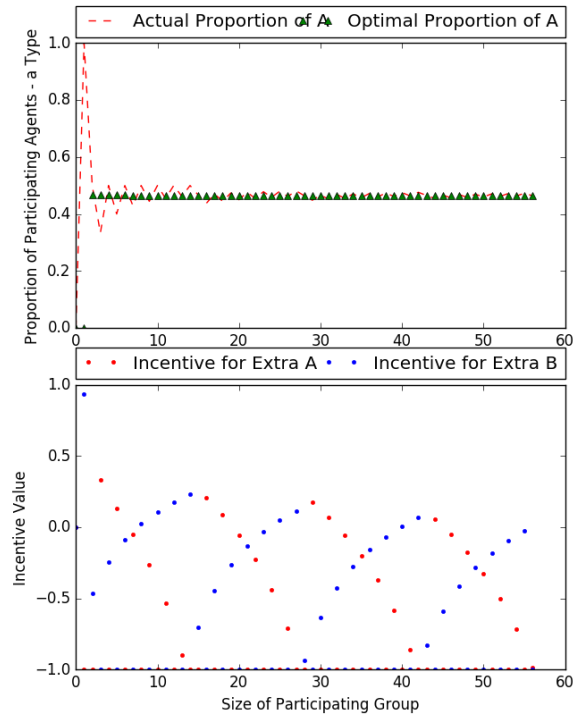 Actual Proportion of A Optimal Proportion of A
1.0
0.8
0.6
0.4
0.2
0.0
Proportion of Participating Agents - a Type
0 10 20 30 40 50 60
Incentive for Extra A Incentive for Extra B
1.0
0.5
0.0
−0.5
−1.0
Incentive Value
0 10 20 30 40 50 60
Size of Participating Group